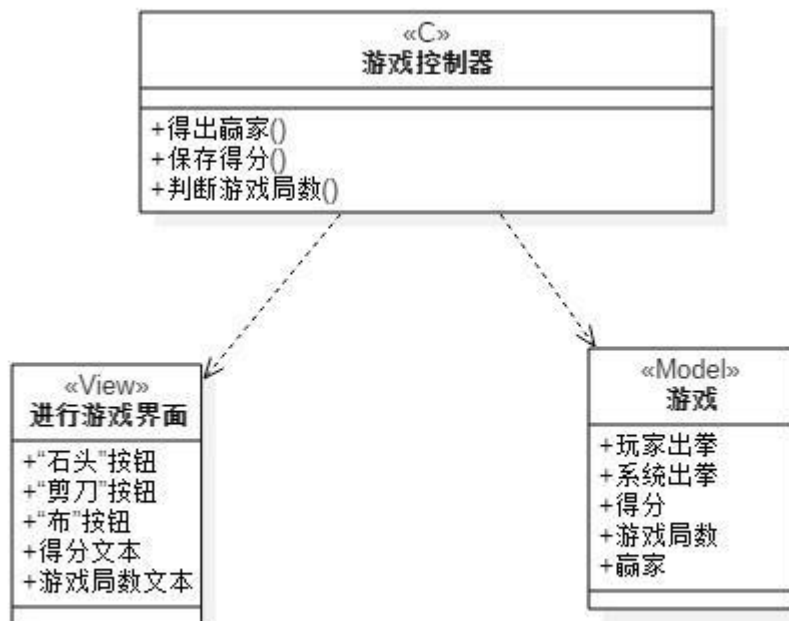 «C»
游戏控制器
+得出赢家()
+保存得分()
+判断游戏局数()
«View»
进行游戏界面
+“石头”按钮
+“剪刀”按钮
+“布”按钮
+得分文本
+游戏局数文本
«Model»
游戏
+玩家出拳
+系统出拳
+得分
+游戏局数
+赢家